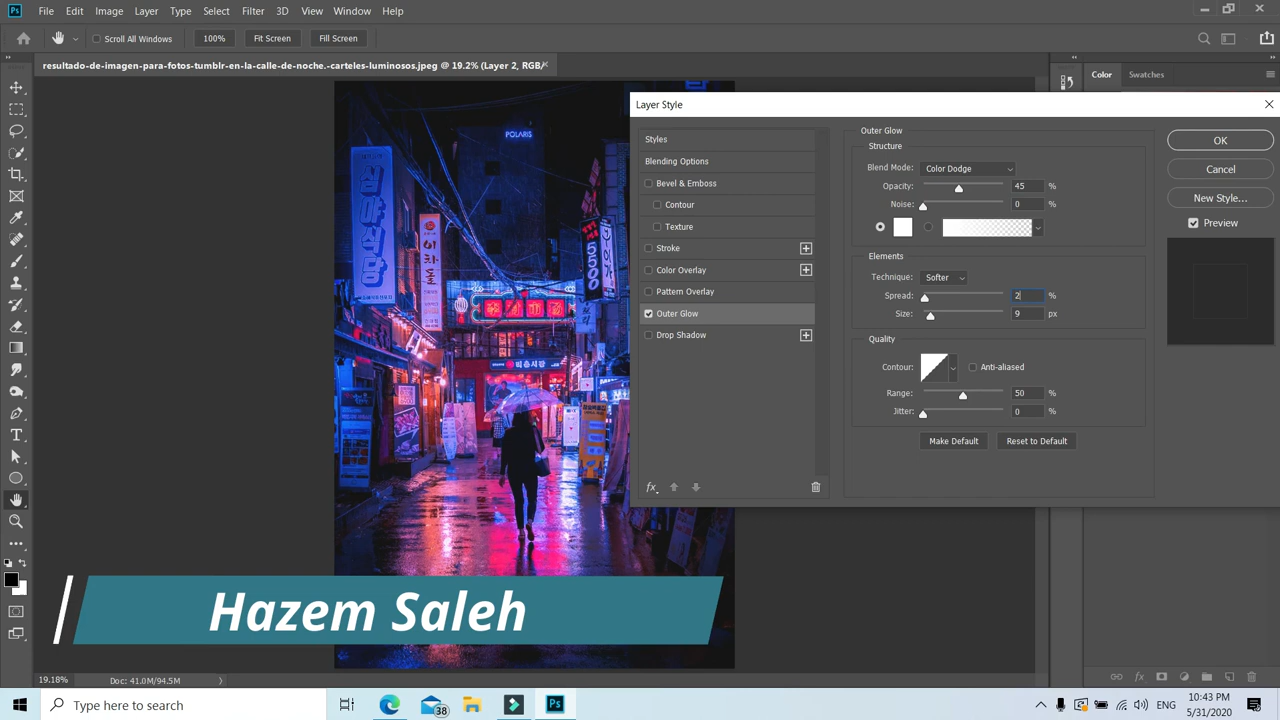 Ps File Edit Image Layer Type Select Filter 3D View Window Help
Scroll All Windows 100% Fit Screen Fill Screen
resultado-de-imagen-para-fotos-tumblr-en-la-calle-de-noche.-carteles-luminosos.jpeg @ 19.2% (Layer 2, RGB/
Color Swatches
Layer Style
Styles
Blending Options
Bevel & Emboss
Contour
Texture
Stroke
Color Overlay
Pattern Overlay
Outer Glow
Drop Shadow
fx
Outer Glow
Structure
Blend Mode: Color Dodge
Opacity: 45 %
Noise: 0 %
Elements
Technique: Softer
Spread: 2 %
Size: 9 px
Quality
Contour: Anti-aliased
Range: 50 %
Jitter: 0 %
Make Default Reset to Default
OK
Cancel
New Style...
Preview
POLARIS
5500
Hazem Saleh
19.18% Doc: 41.0M/94.5M
fx
Type here to search
38
Ps
ENG
10:43 PM
5/31/2020